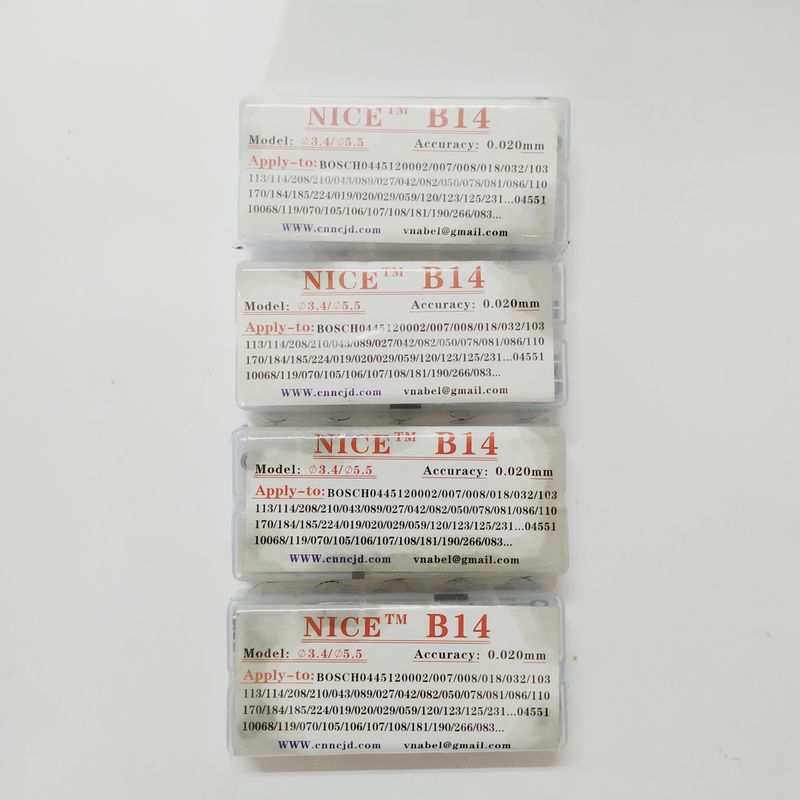 NICE™ B14
Model: ∅3.4/∅5.5 Accuracy: 0.020mm
Apply-to: BOSCH0445120002/007/008/018/032/103
113/114/208/210/043/089/027/042/082/050/078/081/086/110
170/184/185/224/019/020/029/059/120/123/125/231...04551
10068/119/070/105/106/107/108/181/190/266/083...
WWW.cnncjd.com vnabel@gmail.com
NICE™ B14
Model: ∅3.4/∅5.5 Accuracy: 0.020mm
Apply-to: BOSCH0445120002/007/008/018/032/103
113/114/208/210/043/089/027/042/082/050/078/081/086/110
170/184/185/224/019/020/029/059/120/123/125/231...04551
10068/119/070/105/106/107/108/181/190/266/083...
WWW.cnncjd.com vnabel@gmail.com
NICE™ B14
Model: ∅3.4/∅5.5 Accuracy: 0.020mm
Apply-to: BOSCH0445120002/007/008/018/032/103
113/114/208/210/043/089/027/042/082/050/078/081/086/110
170/184/185/224/019/020/029/059/120/123/125/231...04551
10068/119/070/105/106/107/108/181/190/266/083...
WWW.cnncjd.com vnabel@gmail.com
NICE™ B14
Model: ∅3.4/∅5.5 Accuracy: 0.020mm
Apply-to: BOSCH0445120002/007/008/018/032/103
113/114/208/210/043/089/027/042/082/050/078/081/086/110
170/184/185/224/019/020/029/059/120/123/125/231...04551
10068/119/070/105/106/107/108/181/190/266/083...
WWW.cnncjd.com vnabel@gmail.com